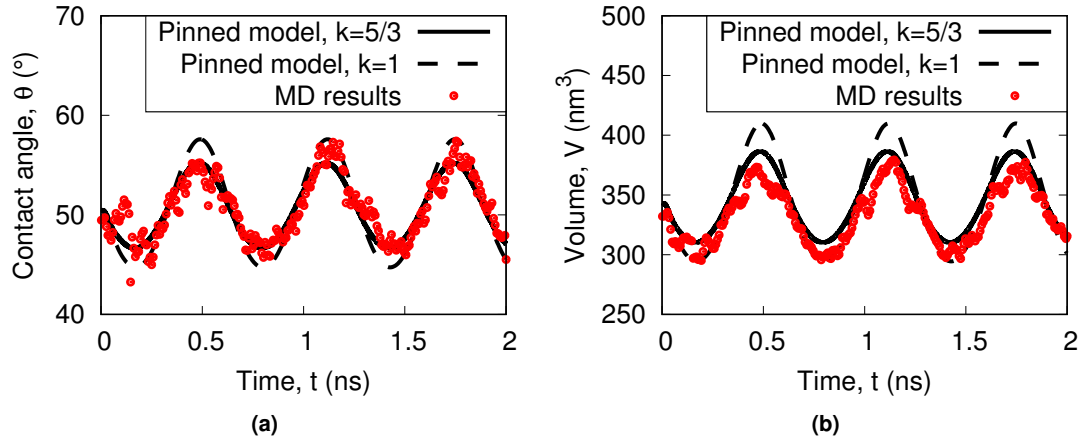 70
60
50
40
Contact angle, θ (°)
Pinned model, k=5/3
Pinned model, k=1
MD results
0
0.5
1
1.5
2
Time, t (ns)
(a)
500
450
400
350
300
250
Volume, V (nm³)
Pinned model, k=5/3
Pinned model, k=1
MD results
0
0.5
1
1.5
2
Time, t (ns)
(b)